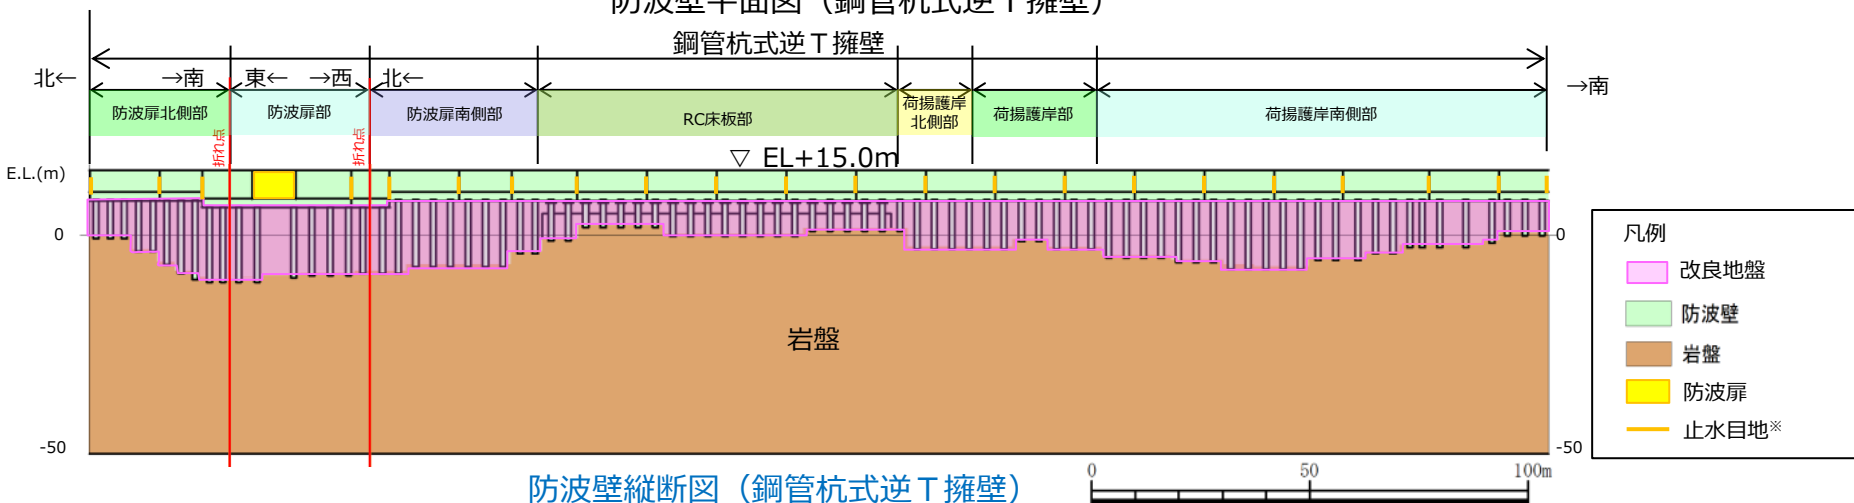 防波壁平面図（鋼管杭式逆Ｔ擁壁）
鋼管杭式逆Ｔ擁壁
北← →南 東← →西 北← →南
防波扉北側部 防波扉部 防波扉南側部 RC床板部 荷揚護岸北側部 荷揚護岸部 荷揚護岸南側部
折れ点 折れ点
▽ EL+15.0m
E.L.(m)
0 0
岩盤
-50 -50
凡例
改良地盤
防波壁
岩盤
防波扉
止水目地※
0 50 100m
防波壁縦断図（鋼管杭式逆Ｔ擁壁）